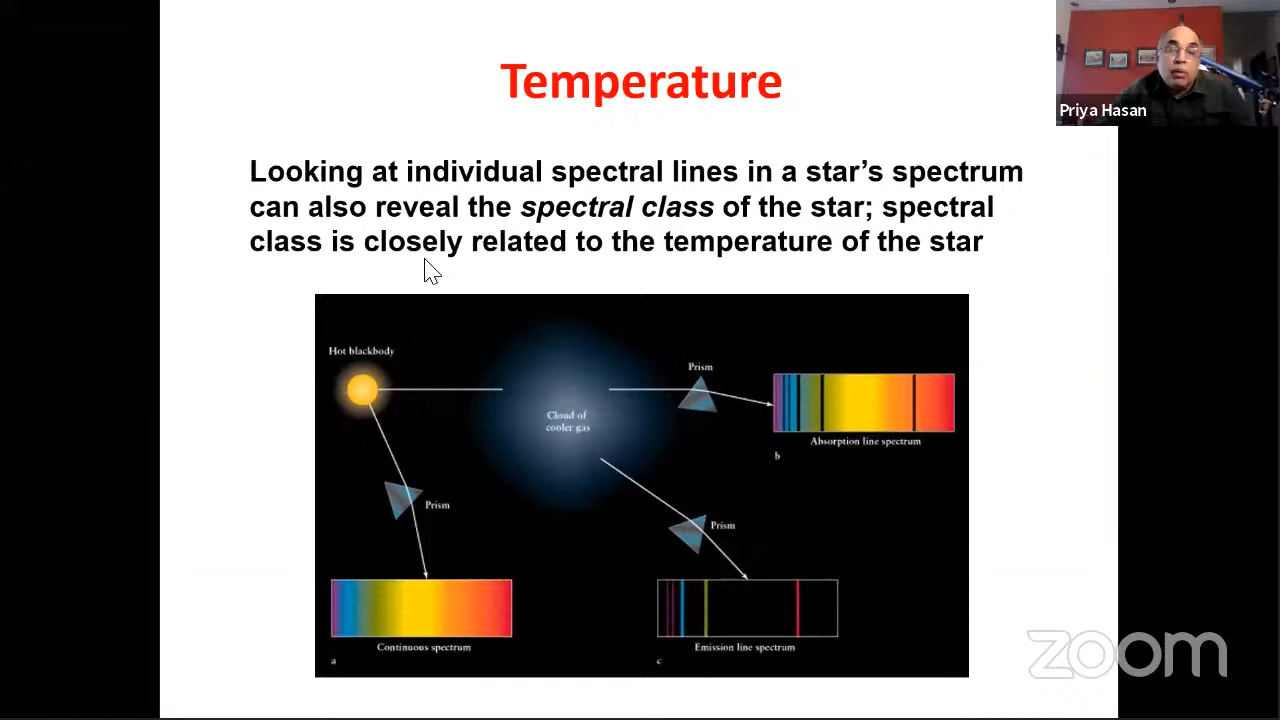 Temperature
Priya Hasan
Looking at individual spectral lines in a star’s spectrum
can also reveal the spectral class of the star; spectral
class is closely related to the temperature of the star
Hot blackbody
Prism
Cloud of
cooler gas
Absorption line spectrum
b
Prism
Prism
Continuous spectrum
Emission line spectrum
a
c
zoom